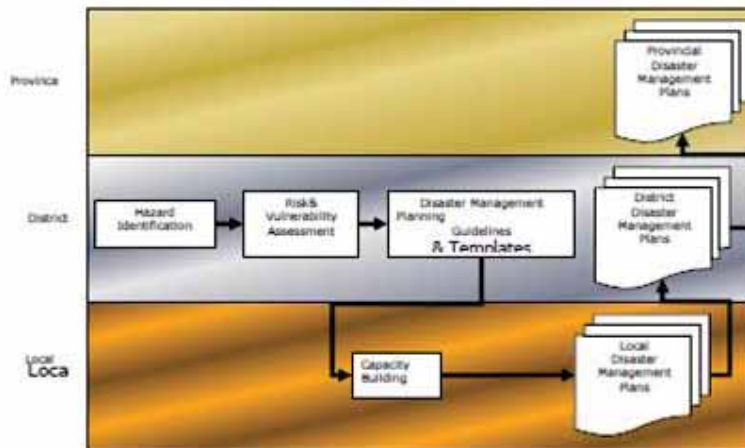 Province
Provincial
Disaster
Management
Plans
District
Hazard
Identification
Risk&
Vulnerability
Assessment
Disaster Management
Planning
Guidelines
& Templates
District
Disaster
Management
Plans
Local
Loca
Capacity
Building
Local
Disaster
Management
Plans